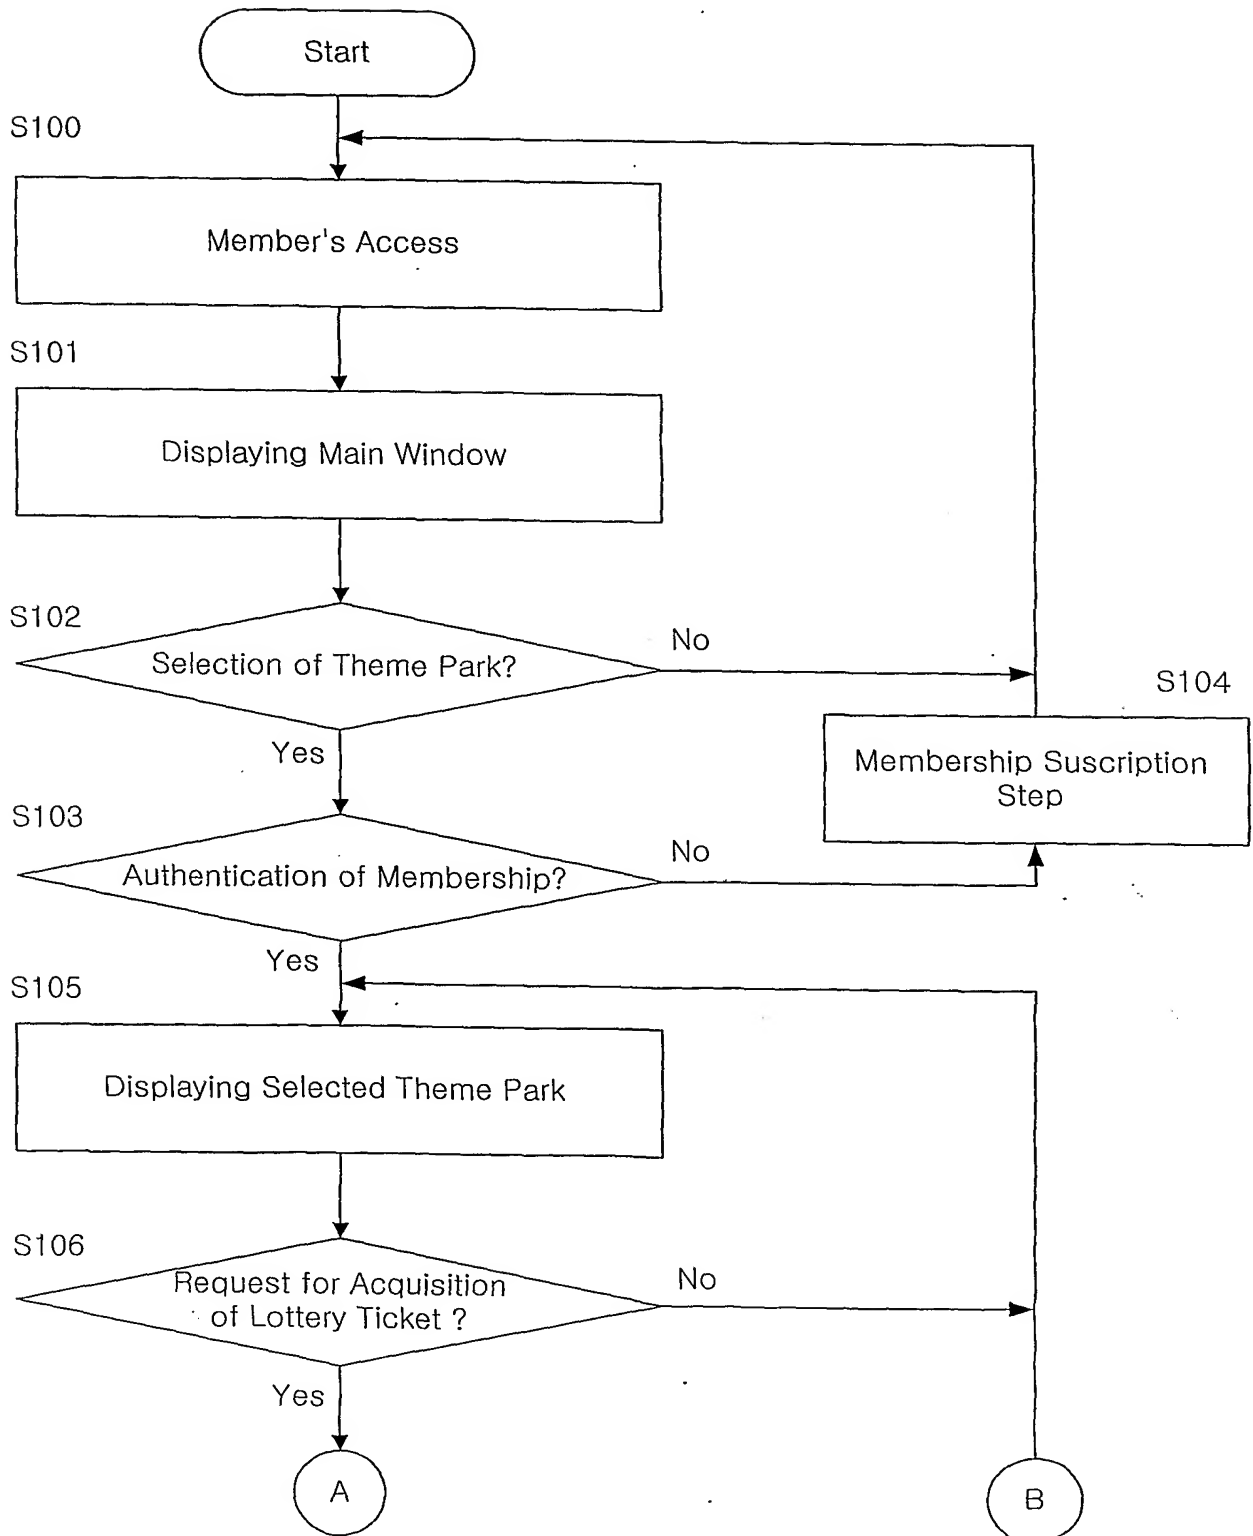 Start
S100
Member's Access
S101
Displaying Main Window
S102
Selection of Theme Park?
No
S104
Membership Suscription
Step
Yes
S103
Authentication of Membership?
No
Yes
S105
Displaying Selected Theme Park
S106
Request for Acquisition
of Lottery Ticket ?
No
Yes
A
B